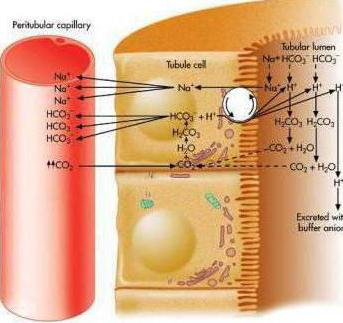 Peritubular capillary
Tubule cell
Tubular lumen
Na⁺ HCO₃⁻ HCO₃⁻
Na⁺
Na⁺
Na⁺
Na⁺
Na⁺ H⁺ H⁺
HCO₃⁻
HCO₃⁻
HCO₃⁻
HCO₃⁻ + H⁺
H₂CO₃
H₂CO₃ H₂CO₃
H₂O
CO₂ + H₂O
↑↑CO₂
CO₂
CO₂ + H₂O
H⁺
Excreted with
buffer anion